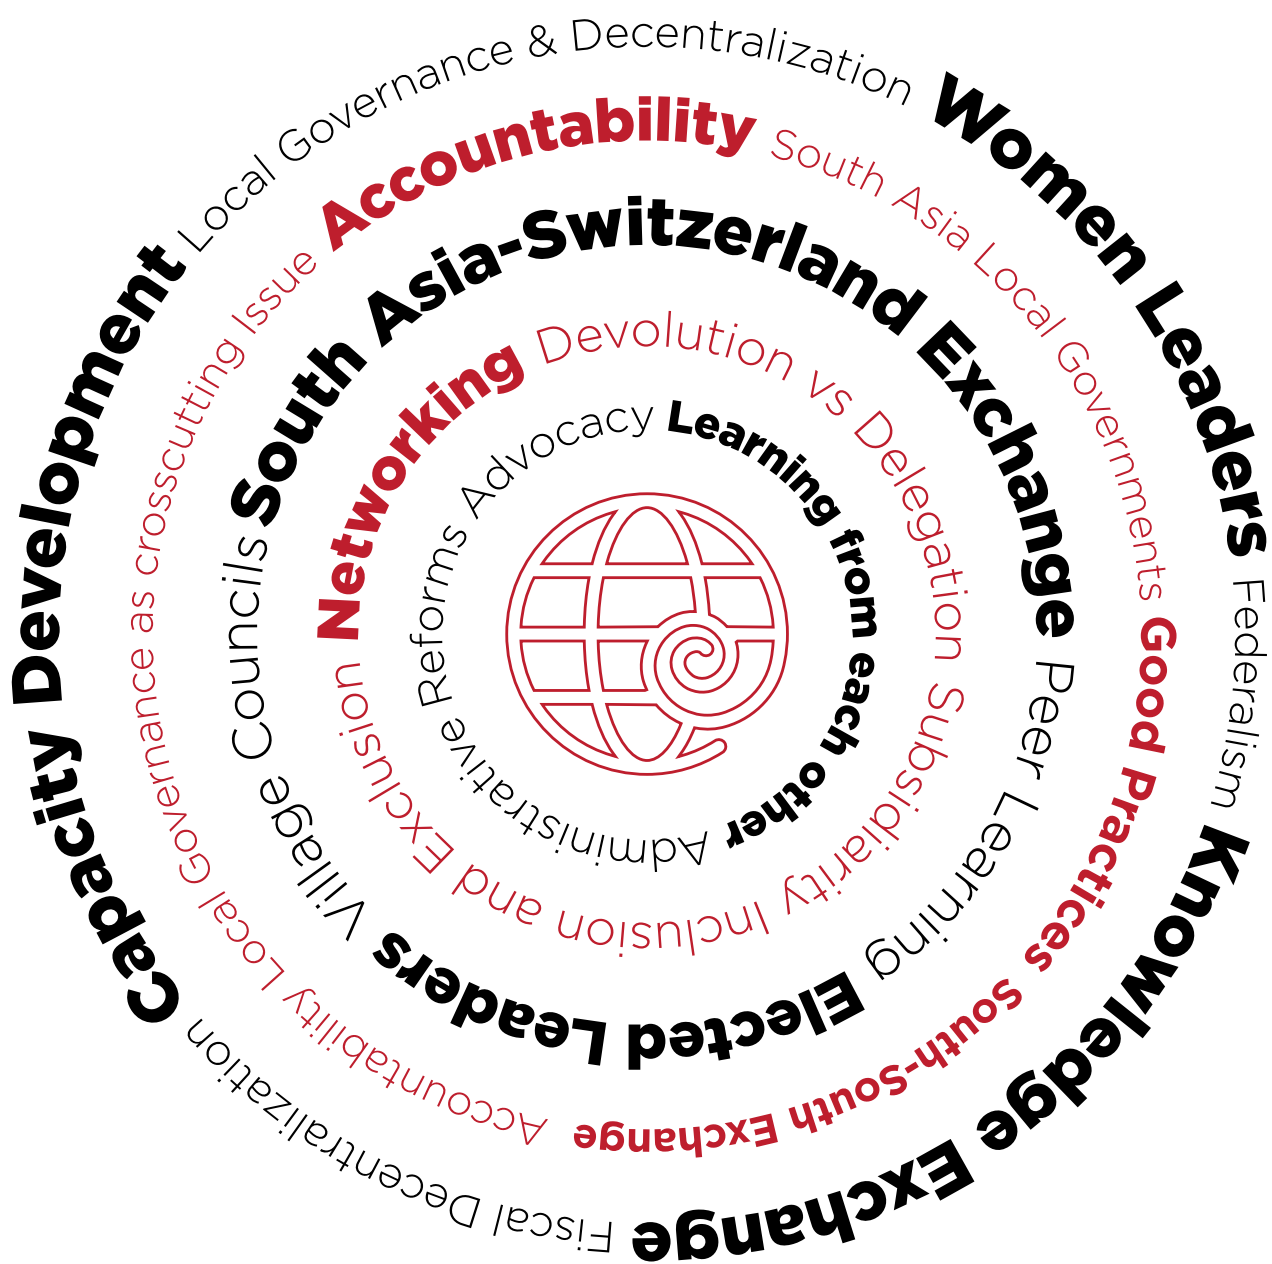 Local Governance & Decentralization Women Leaders Federalism Knowledge Exchange Fiscal Decentralization Capacity Development
Accountability South Asia Local Governments Good Practices South-South Exchange Accountability Local Governance as crosscutting Issue
South Asia-Switzerland Exchange Peer Learning Elected Leaders Village Councils
Networking Devolution vs Delegation Subsidiarity Inclusion and Exclusion
Learning from each other Administrative Reforms Advocacy